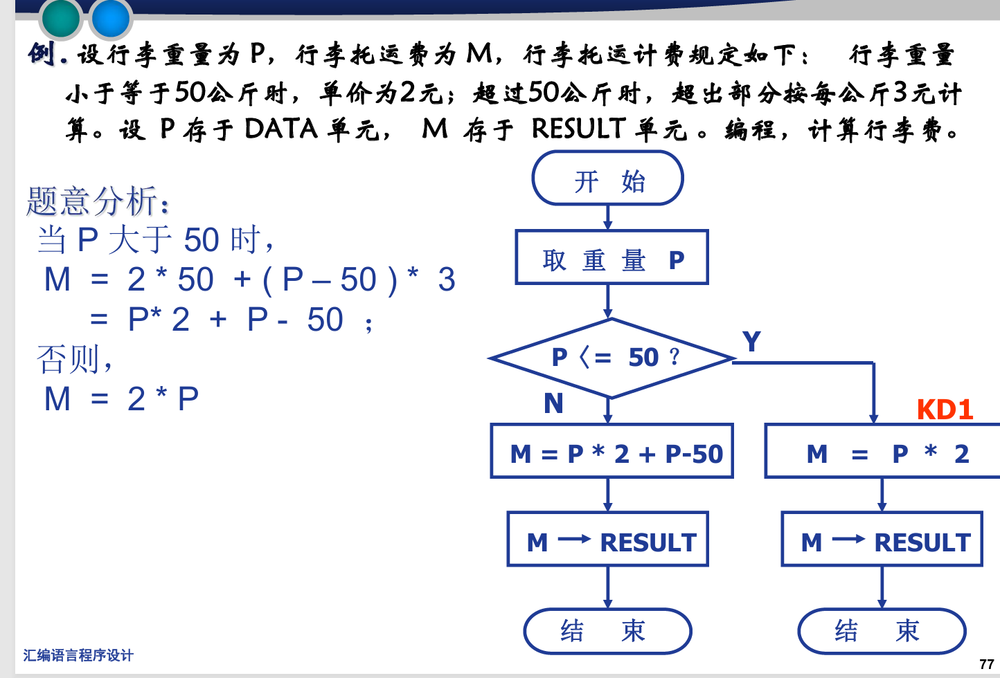 例.设行李重量为 P，行李托运费为 M，行李托运计费规定如下： 行李重量
小于等于50公斤时，单价为2元；超过50公斤时，超出部分按每公斤3元计
算。设 P 存于 DATA 单元， M 存于 RESULT 单元 。编程，计算行李费。
题意分析：
当 P 大于 50 时，
M = 2 * 50 + ( P – 50 ) * 3
= P* 2 + P - 50 ；
否则，
M = 2 * P
开 始
取 重 量 P
P〈= 50 ？
Y
N
KD1
M = P * 2 + P-50
M = P * 2
M → RESULT
M → RESULT
结 束
结 束
汇编语言程序设计
77